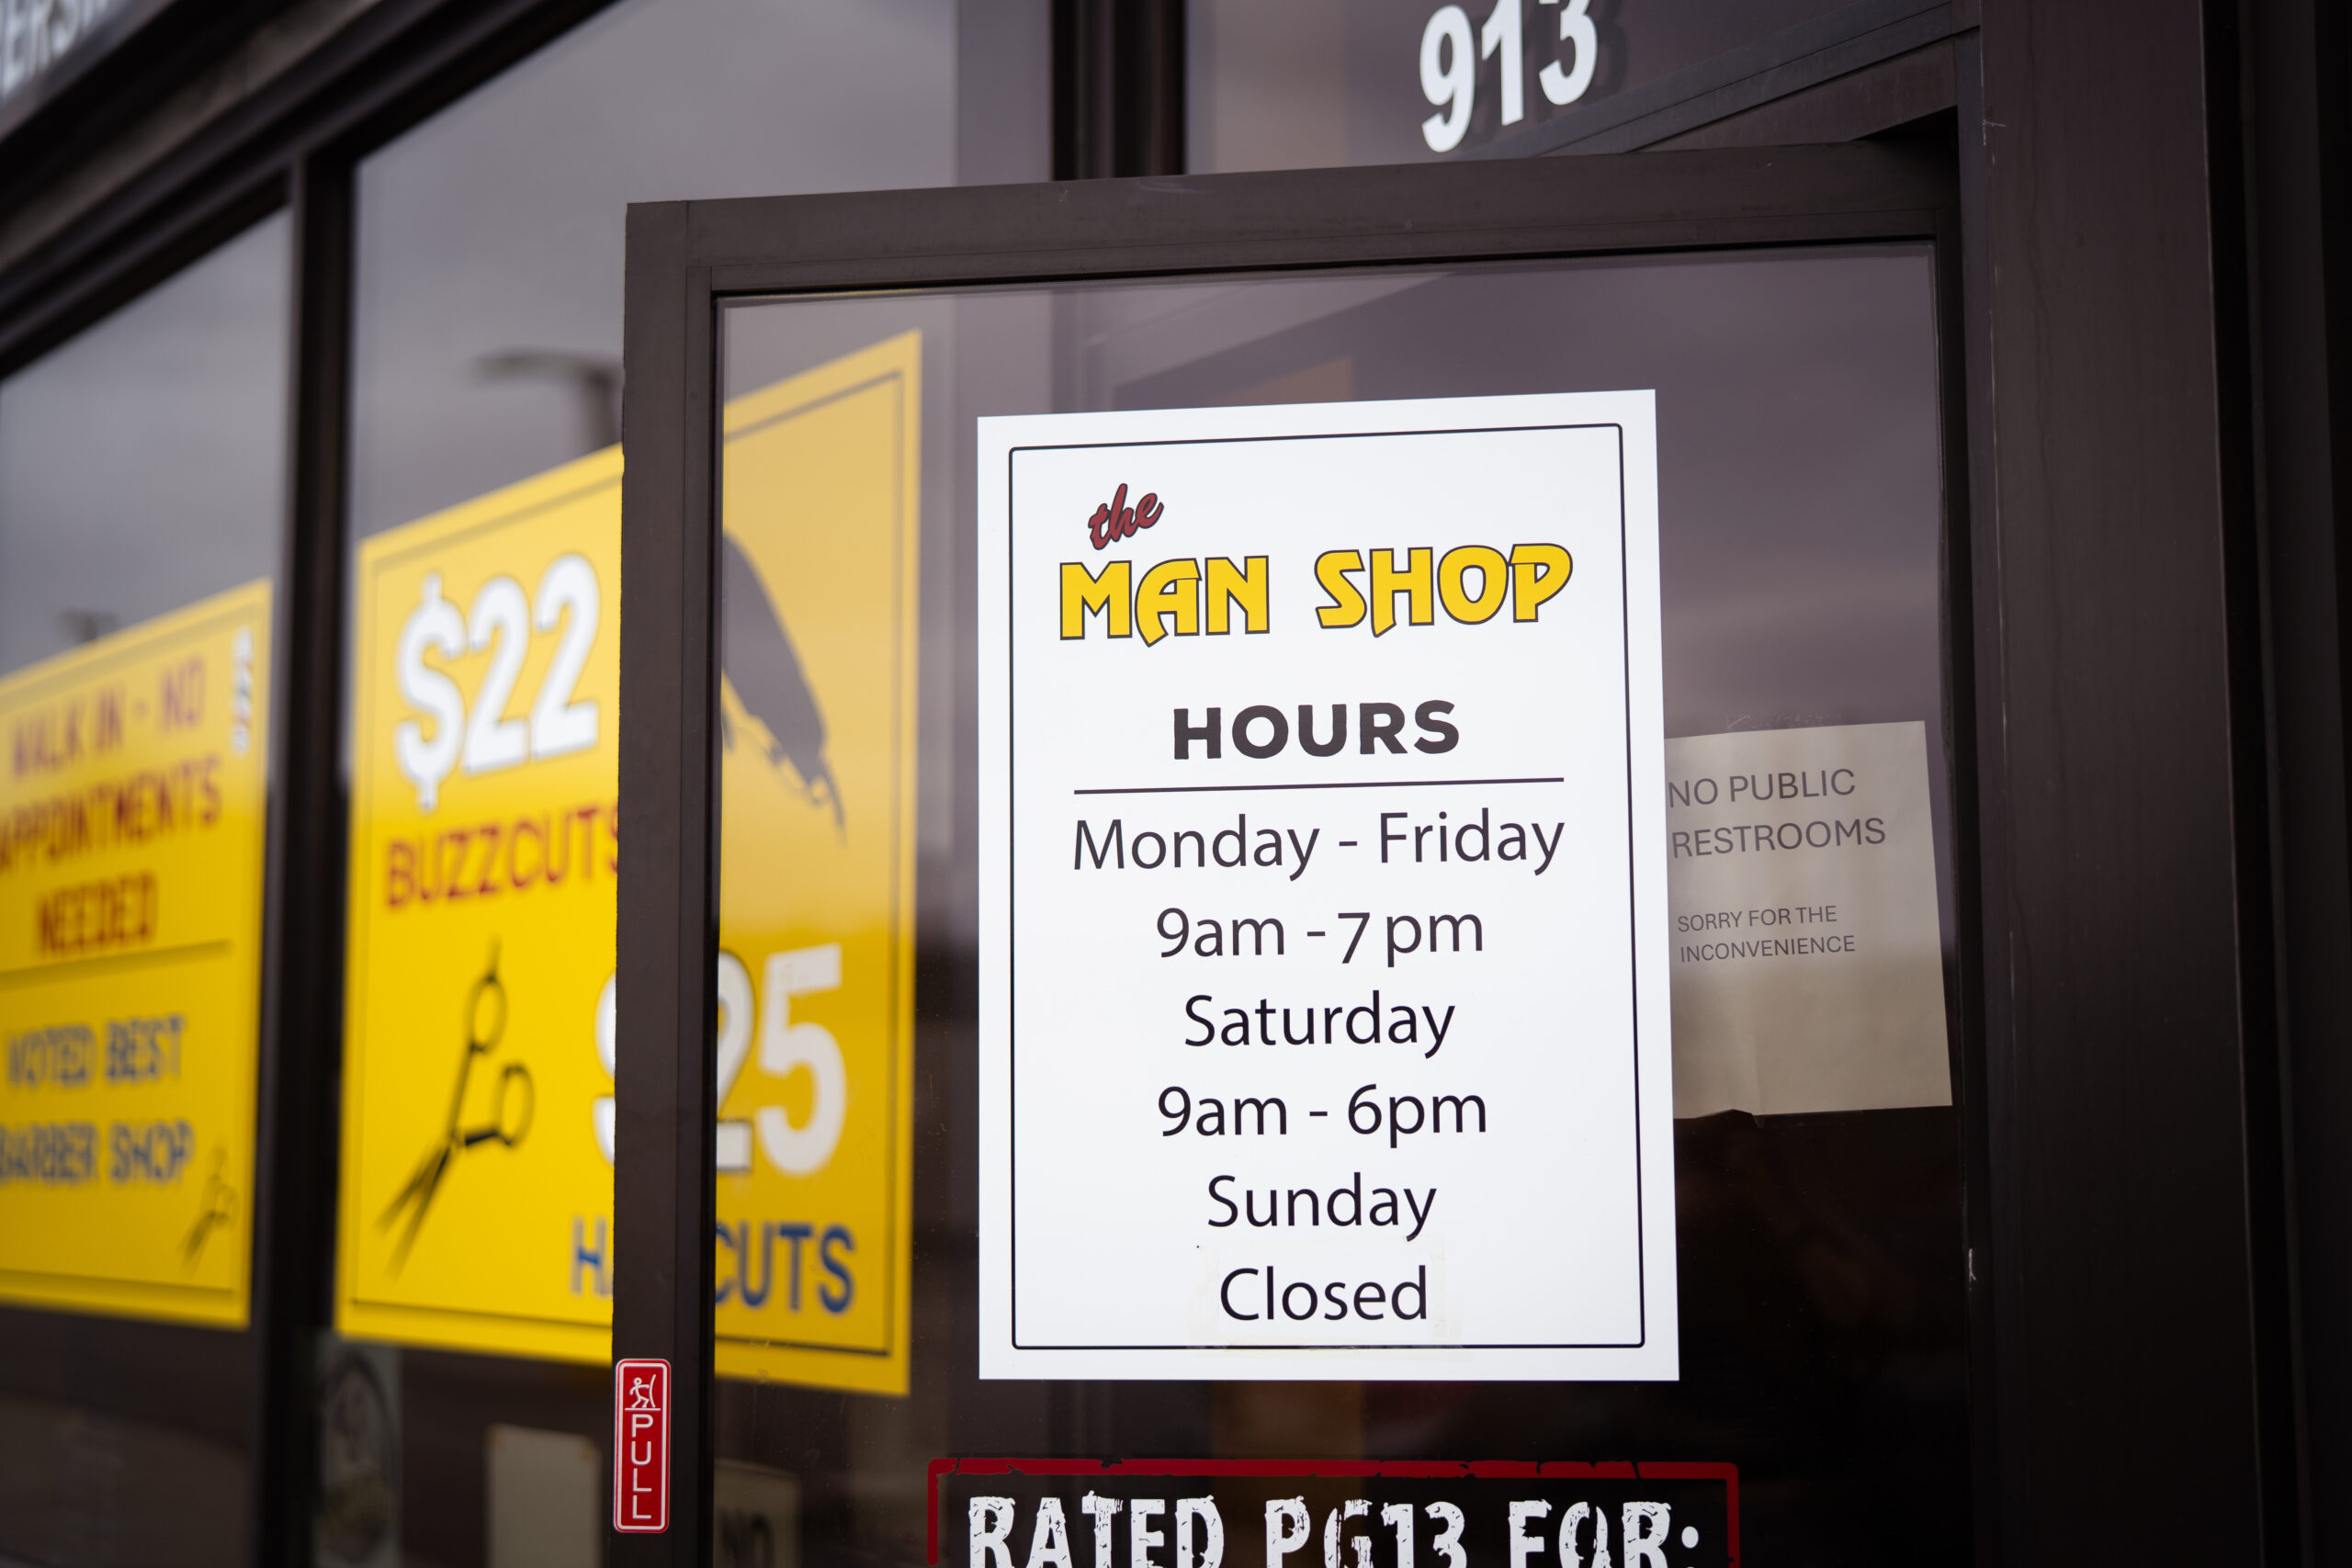 913
WALK IN - NO
APPOINTMENTS
NEEDED
VOTED BEST
BARBER SHOP
$22
BUZZCUTS
$25
CUTS
the
MAN SHOP
HOURS
Monday - Friday
9am - 7pm
Saturday
9am - 6pm
Sunday
Closed
NO PUBLIC
RESTROOMS
SORRY FOR THE
INCONVENIENCE
PULL
RATED PG13 FOR: